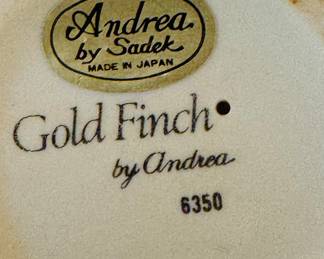 Andrea
by Sadek
MADE IN JAPAN
Gold Finch
by Andrea
6350